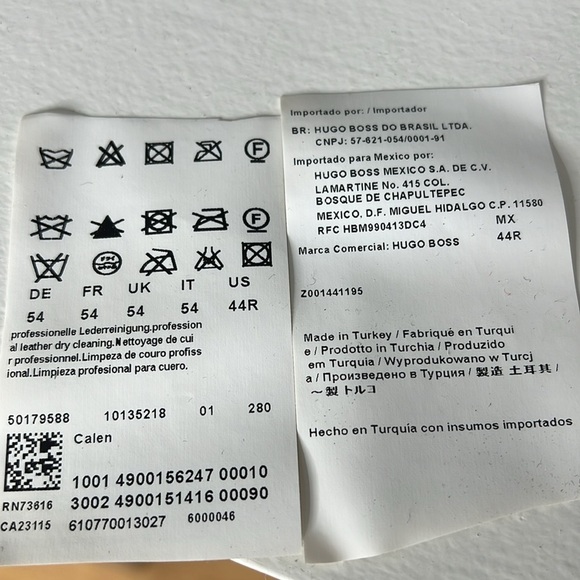 F
F
DE FR UK IT US
54 54 54 54 44R
professionelle Lederreinigung.profession
al leather dry cleaning.Nettoyage de cui
r professionnel.Limpeza de couro profiss
ional.Limpieza profesional para cuero.
50179588 10135218 01 280
Calen
1001 4900156247 00010
RN73616 3002 4900151416 00090
CA23115 610770013027 6000046
Importado por: / Importador
BR: HUGO BOSS DO BRASIL LTDA.
CNPJ: 57-621-054/0001-91
Importado para Mexico por:
HUGO BOSS MEXICO S.A. DE C.V.
LAMARTINE No. 415 COL.
BOSQUE DE CHAPULTEPEC
MEXICO, D.F. MIGUEL HIDALGO C.P. 11580
RFC HBM990413DC4 MX
Marca Comercial: HUGO BOSS 44R
Z001441195
Made in Turkey / Fabriqué en Turqui
e / Prodotto in Turchia / Produzido
em Turquia / Wyprodukowano w Turcj
a / Произведено в Турции / 製造 土耳其 /
～製 トルコ
Hecho en Turquía con insumos importados